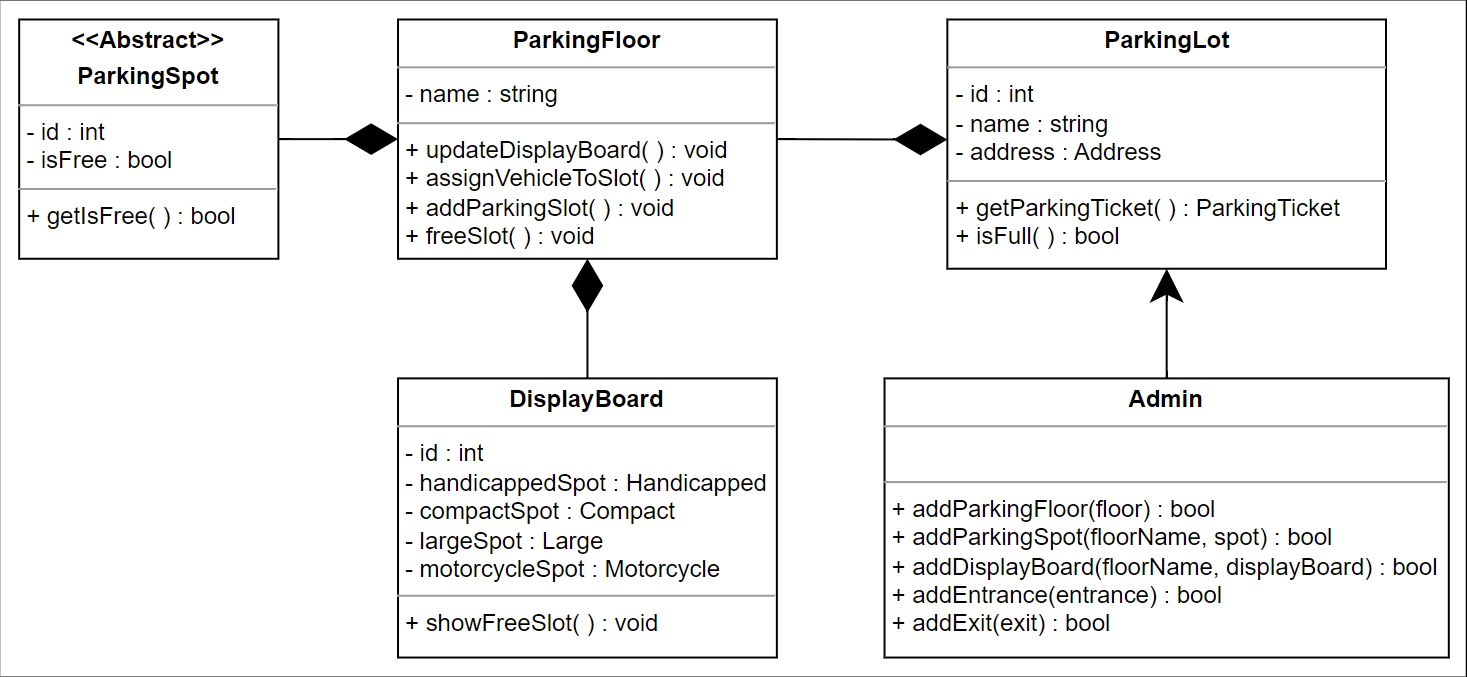 <<Abstract>>
ParkingSpot
- id : int
- isFree : bool
+ getIsFree( ) : bool
ParkingFloor
- name : string
+ updateDisplayBoard( ) : void
+ assignVehicleToSlot( ) : void
+ addParkingSlot( ) : void
+ freeSlot( ) : void
ParkingLot
- id : int
- name : string
- address : Address
+ getParkingTicket( ) : ParkingTicket
+ isFull( ) : bool
DisplayBoard
- id : int
- handicappedSpot : Handicapped
- compactSpot : Compact
- largeSpot : Large
- motorcycleSpot : Motorcycle
+ showFreeSlot( ) : void
Admin
+ addParkingFloor(floor) : bool
+ addParkingSpot(floorName, spot) : bool
+ addDisplayBoard(floorName, displayBoard) : bool
+ addEntrance(entrance) : bool
+ addExit(exit) : bool